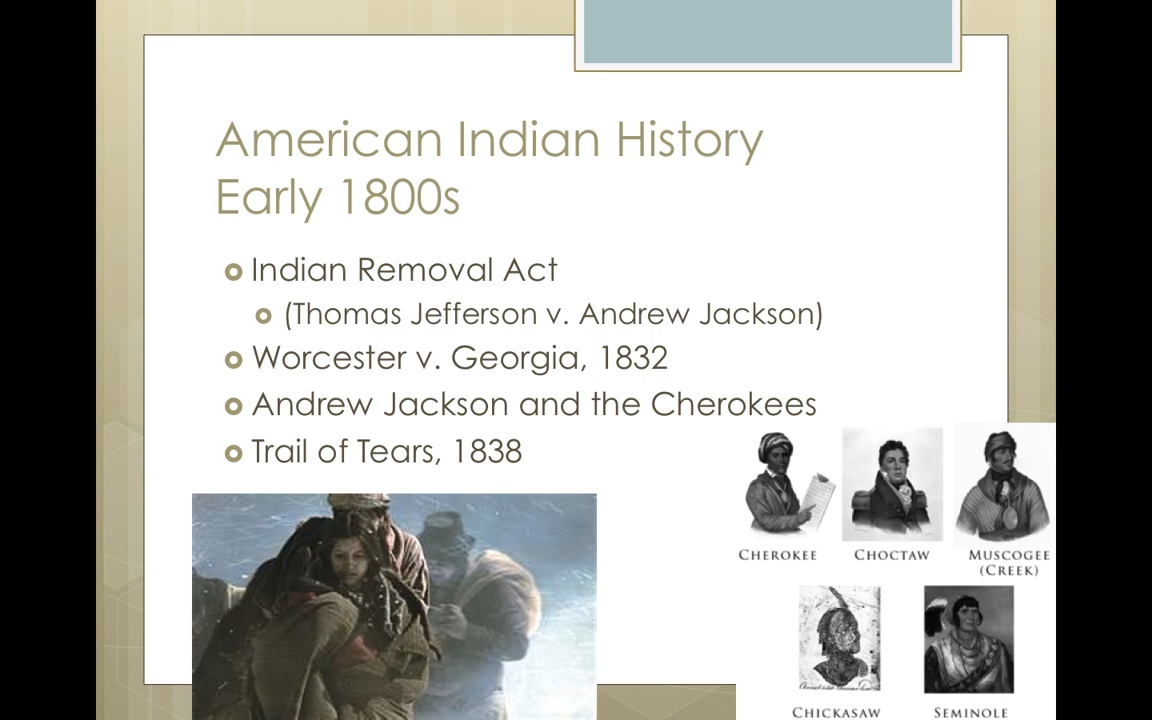 American Indian History
Early 1800s
Indian Removal Act
(Thomas Jefferson v. Andrew Jackson)
Worcester v. Georgia, 1832
Andrew Jackson and the Cherokees
Trail of Tears, 1838
CHEROKEE
CHOCTAW
MUSCOGEE
(CREEK)
CHICKASAW
SEMINOLE